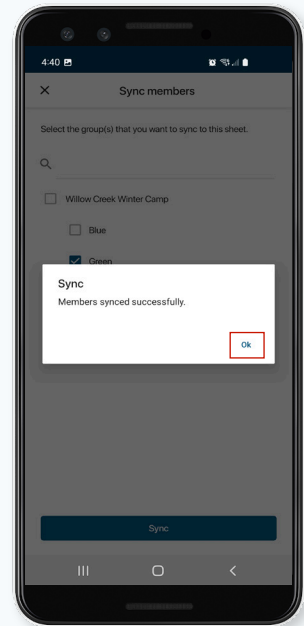 4:40
Sync members
Select the group(s) that you want to sync to this sheet.
Willow Creek Winter Camp
Blue
Green
Sync
Members synced successfully.
Ok
Sync